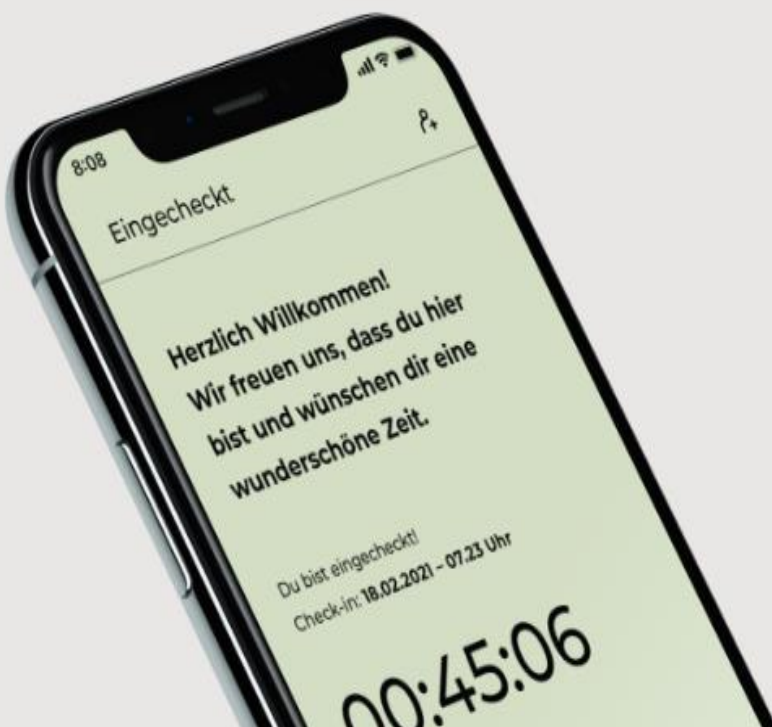 8:08
Eingecheckt
Herzlich Willkommen!
Wir freuen uns, dass du hier
bist und wünschen dir eine
wunderschöne Zeit.
Du bist eingecheckt!
Check-in: 18.02.2021 – 07.23 Uhr
00:45:06